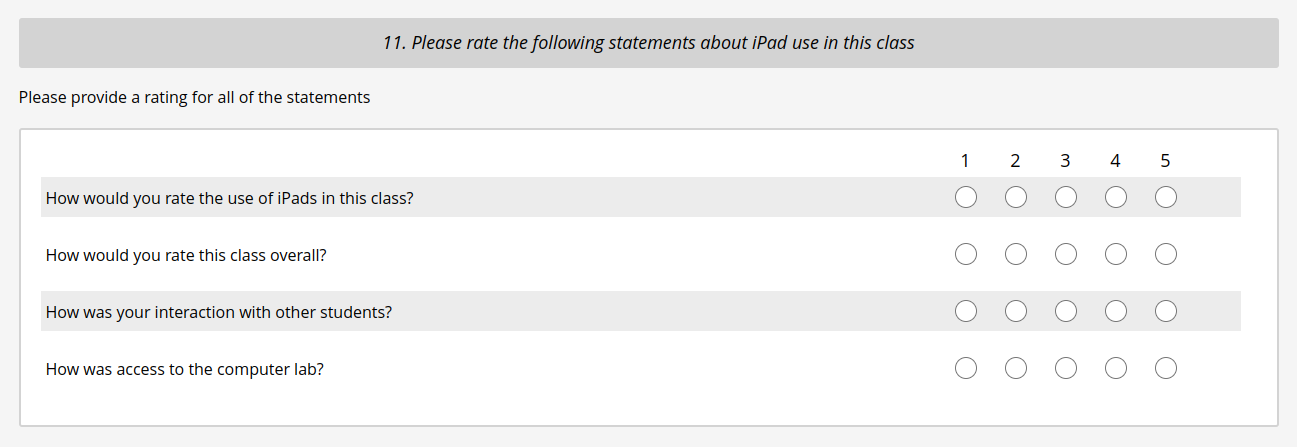 11. Please rate the following statements about iPad use in this class
Please provide a rating for all of the statements
1 2 3 4 5
How would you rate the use of iPads in this class?
How would you rate this class overall?
How was your interaction with other students?
How was access to the computer lab?